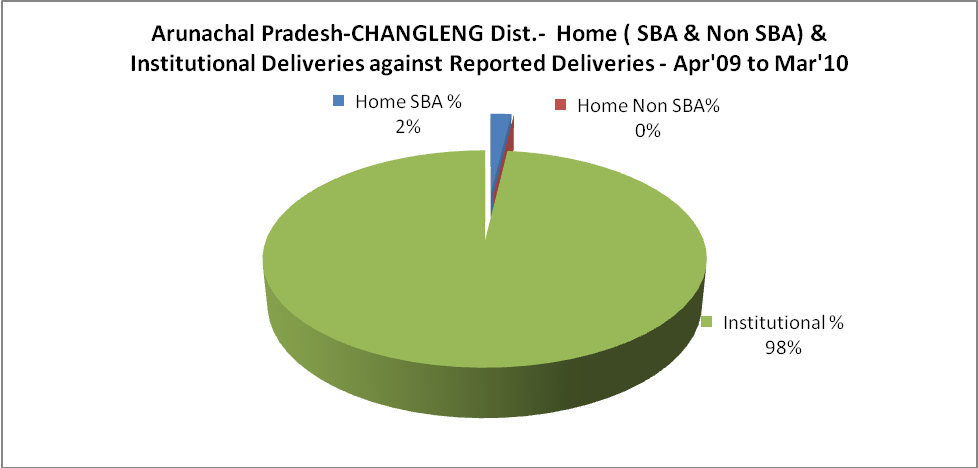 Arunachal Pradesh-CHANGLENG Dist.- Home ( SBA & Non SBA) &
Institutional Deliveries against Reported Deliveries - Apr'09 to Mar'10
Home SBA %
2%
Home Non SBA%
0%
Institutional %
98%